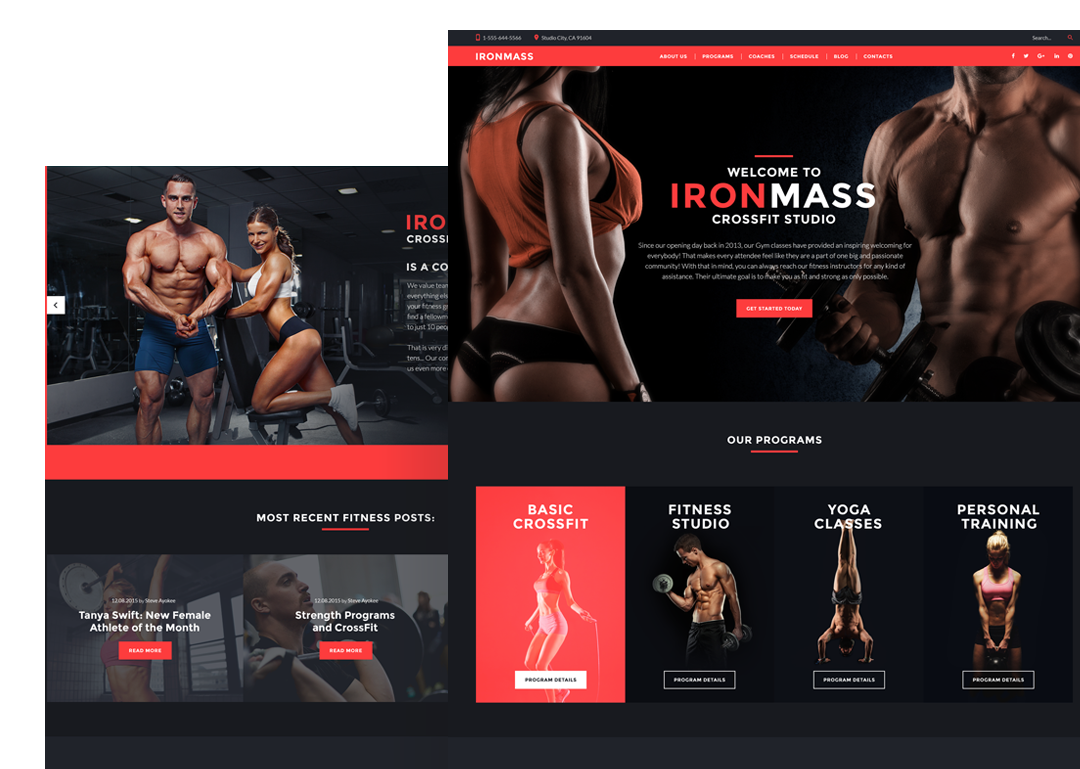 1-555-644-5566
Studio City, CA 91604
Search...
IRONMASS
ABOUT US
PROGRAMS
COACHES
SCHEDULE
BLOG
CONTACTS
WELCOME TO
IRONMASS
CROSSFIT STUDIO
Since our opening day back in 2013, our Gym classes have provided an inspiring welcoming for
everybody! That makes every attendee feel like they are a part of one big and passionate
community! With that in mind, you can always reach our fitness instructors for any kind of
assistance. Their ultimate goal is to make you as fit and strong as only possible.
GET STARTED TODAY
OUR PROGRAMS
BASIC
CROSSFIT
PROGRAM DETAILS
FITNESS
STUDIO
PROGRAM DETAILS
YOGA
CLASSES
PROGRAM DETAILS
PERSONAL
TRAINING
PROGRAM DETAILS
IRO
CROSS
IS A CO
We value tea
everything els
your fitness g
find a fellow
to just 10 peo
That is very di
tens... Our co
us even more
MOST RECENT FITNESS POSTS:
12.08.2015 by Steve Ayokee
Tanya Swift: New Female
Athlete of the Month
READ MORE
12.08.2015 by Steve Ayokee
Strength Programs
and CrossFit
READ MORE